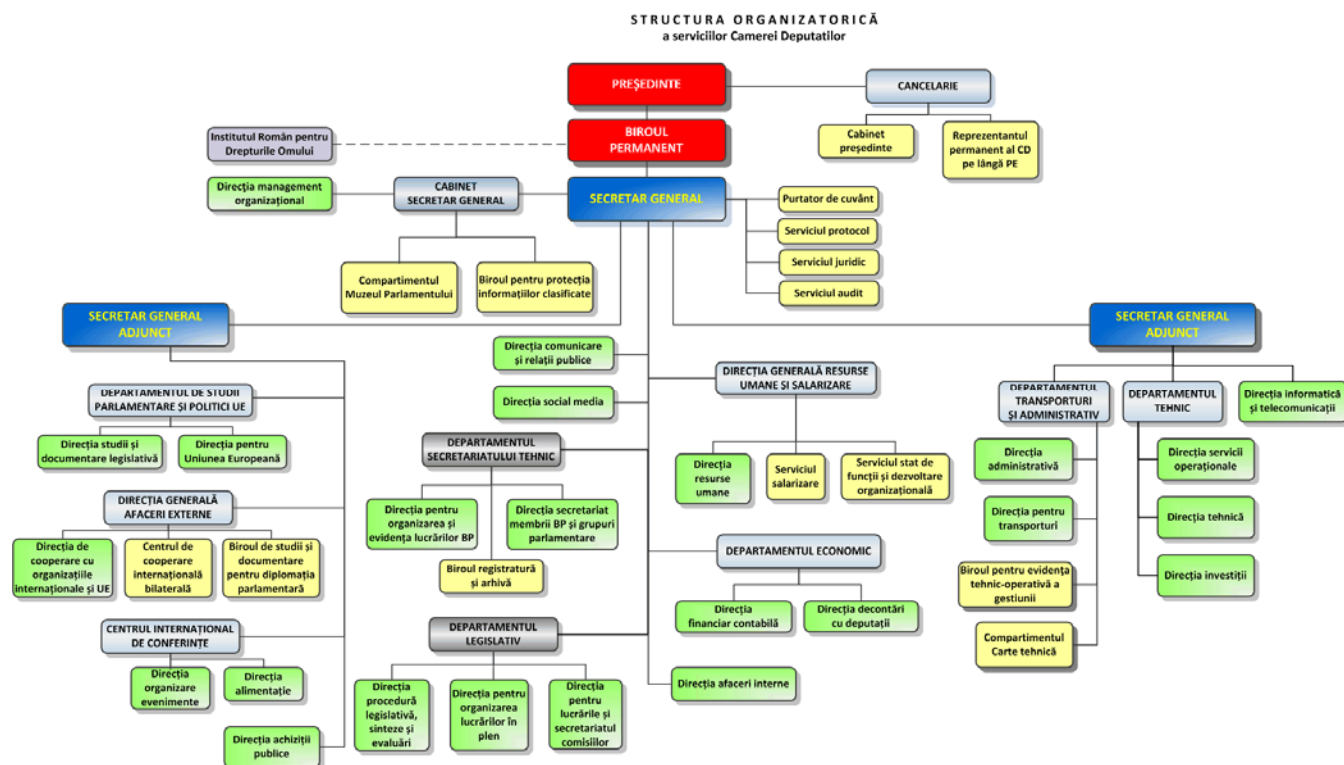 STRUCTURA ORGANIZATORICĂ
a serviciilor Camerei Deputatilor
PREŞEDINTE
CANCELARIE
BIROUL
PERMANENT
Institutul Român pentru
Drepturile Omului
Cabinet
președinte
Reprezentantul
permanent al CD
pe lângă PE
Direcția management
organizațional
CABINET
SECRETAR GENERAL
SECRETAR GENERAL
Purtator de cuvânt
Serviciul protocol
Serviciul juridic
Serviciul audit
Compartimentul
Muzeul Parlamentului
Biroul pentru protecția
informațiilor clasificate
SECRETAR GENERAL
ADJUNCT
SECRETAR GENERAL
ADJUNCT
Direcția comunicare
și relații publice
Direcția social media
DIRECȚIA GENERALĂ RESURSE
UMANE ȘI SALARIZARE
DEPARTAMENTUL DE STUDII
PARLAMENTARE ȘI POLITICI UE
Direcția studii și
documentare legislativă
Direcția pentru
Uniunea Europeană
DEPARTAMENTUL
SECRETARIATULUI TEHNIC
Direcția
resurse
umane
Serviciul
salarizare
Serviciul stat de
funcții și dezvoltare
organizațională
DEPARTAMENTUL
TRANSPORTURI
ȘI ADMINISTRATIV
DEPARTAMENTUL
TEHNIC
Direcția informatică
și telecomunicații
Direcția
administrativă
Direcția servicii
operaționale
Direcția pentru
transporturi
Direcția tehnică
Biroul pentru evidența
tehnic-operativă a
gestiunii
Direcția investiții
Compartimentul
Carte tehnică
DIRECȚIA GENERALĂ
AFACERI EXTERNE
Direcția de
cooperare cu
organizațiile
internaționale și UE
Centrul de
cooperare
internațională
bilaterală
Biroul de studii și
documentare
pentru diplomația
parlamentară
Direcția pentru
organizarea și
evidența lucrărilor BP
Direcția secretariat
membrii BP și grupuri
parlamentare
Biroul registratură
și arhivă
DEPARTAMENTUL ECONOMIC
Direcția
financiar contabilă
Direcția decontări
cu deputații
CENTRUL INTERNAȚIONAL
DE CONFERINȚE
Direcția
organizare
evenimente
Direcția
alimentație
Direcția achiziții
publice
DEPARTAMENTUL
LEGISLATIV
Direcția
procedură
legislativă,
sinteze și
evaluări
Direcția pentru
organizarea
lucrărilor în
plen
Direcția
pentru
lucrările și
secretariatul
comisiilor
Direcția afaceri interne